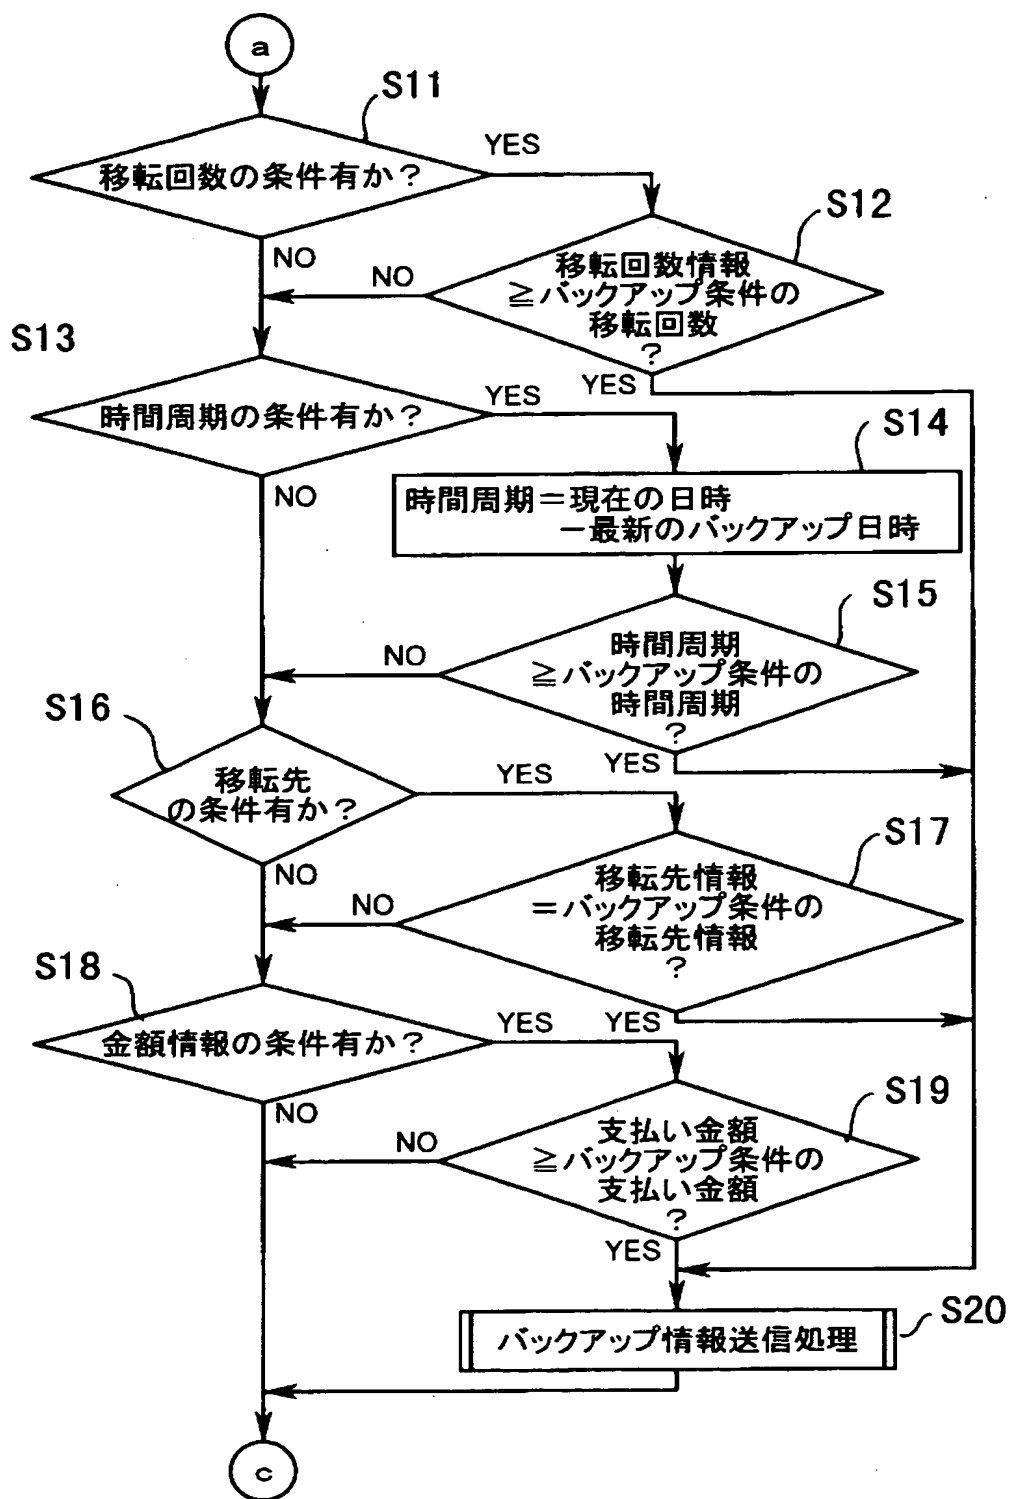 a
S11
移転回数の条件有か？
YES
S12
NO
NO
移転回数情報
≧バックアップ条件の
移転回数
？
S13
YES
時間周期の条件有か？
YES
S14
NO
時間周期＝現在の日時
－最新のバックアップ日時
S15
NO
時間周期
≧バックアップ条件の
時間周期
？
S16
YES
移転先
の条件有か？
YES
S17
NO
NO
移転先情報
＝バックアップ条件の
移転先情報
？
S18
YES
金額情報の条件有か？
YES
S19
NO
NO
支払い金額
≧バックアップ条件の
支払い金額
？
YES
S20
バックアップ情報送信処理
c